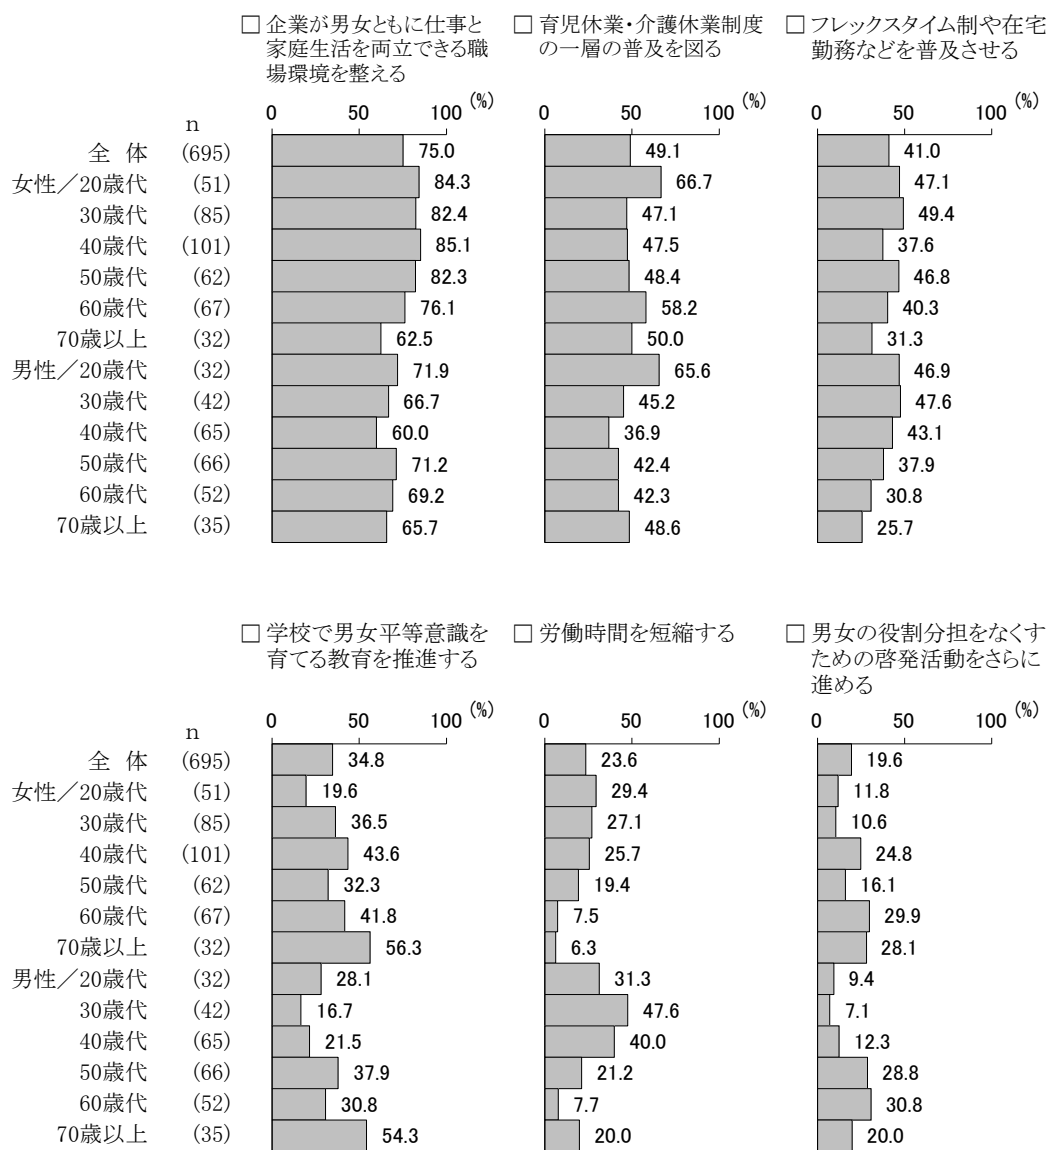 □ 企業が男女ともに仕事と
家庭生活を両立できる職
場環境を整える
□ 育児休業・介護休業制度
の一層の普及を図る
□ フレックスタイム制や在宅
勤務などを普及させる
n 0 50 100 (%) 0 50 100 (%) 0 50 100 (%)
全 体 (695) 75.0 49.1 41.0
女性／20歳代 (51) 84.3 66.7 47.1
30歳代 (85) 82.4 47.1 49.4
40歳代 (101) 85.1 47.5 37.6
50歳代 (62) 82.3 48.4 46.8
60歳代 (67) 76.1 58.2 40.3
70歳以上 (32) 62.5 50.0 31.3
男性／20歳代 (32) 71.9 65.6 46.9
30歳代 (42) 66.7 45.2 47.6
40歳代 (65) 60.0 36.9 43.1
50歳代 (66) 71.2 42.4 37.9
60歳代 (52) 69.2 42.3 30.8
70歳以上 (35) 65.7 48.6 25.7
□ 学校で男女平等意識を
育てる教育を推進する
□ 労働時間を短縮する
□ 男女の役割分担をなくす
ための啓発活動をさらに
進める
n 0 50 100 (%) 0 50 100 (%) 0 50 100 (%)
全 体 (695) 34.8 23.6 19.6
女性／20歳代 (51) 19.6 29.4 11.8
30歳代 (85) 36.5 27.1 10.6
40歳代 (101) 43.6 25.7 24.8
50歳代 (62) 32.3 19.4 16.1
60歳代 (67) 41.8 7.5 29.9
70歳以上 (32) 56.3 6.3 28.1
男性／20歳代 (32) 28.1 31.3 9.4
30歳代 (42) 16.7 47.6 7.1
40歳代 (65) 21.5 40.0 12.3
50歳代 (66) 37.9 21.2 28.8
60歳代 (52) 30.8 7.7 30.8
70歳以上 (35) 54.3 20.0 20.0